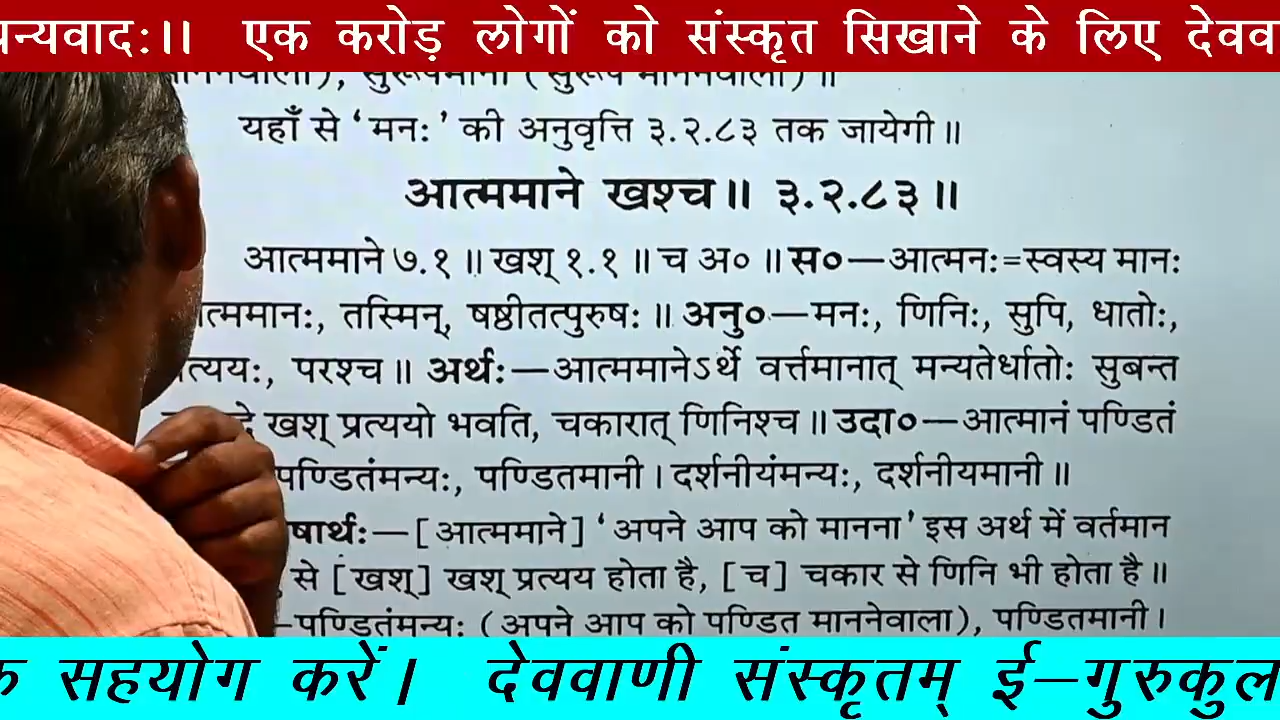 एक करोड़ लोगों को संस्कृत सिखाने के लिए
यहाँ से ‘मनः’ की अनुवृत्ति ३.२.८३ तक जायेगी॥
आत्ममाने खश्च॥ ३.२.८३॥
आत्ममाने ७.१॥ खश् १.१॥ च अ०॥ स०—आत्मनः=स्वस्य मानः
त्ममानः, तस्मिन्, षष्ठीतत्पुरुषः॥ अनु०—मनः, णिनिः, सुपि, धातोः,
त्ययः, परश्च॥ अर्थः—आत्ममानेऽर्थे वर्त्तमानात् मन्यतेर्धातोः सुबन्त
खश् प्रत्ययो भवति, चकारात् णिनिश्च॥ उदा०—आत्मानं पण्डितं
पण्डितंमन्यः, पण्डितमानी। दर्शनीयंमन्यः, दर्शनीयमानी॥
षार्थः—[आत्ममाने] ‘अपने आप को मानना’ इस अर्थ में वर्तमान
से [खश्] खश् प्रत्यय होता है, [च] चकार से णिनि भी होता है॥
—पण्डितंमन्यः (अपने आप को पण्डित माननेवाला), पण्डितमानी।
सहयोग करें। देववाणी संस्कृतम् ई–गुरुकुल